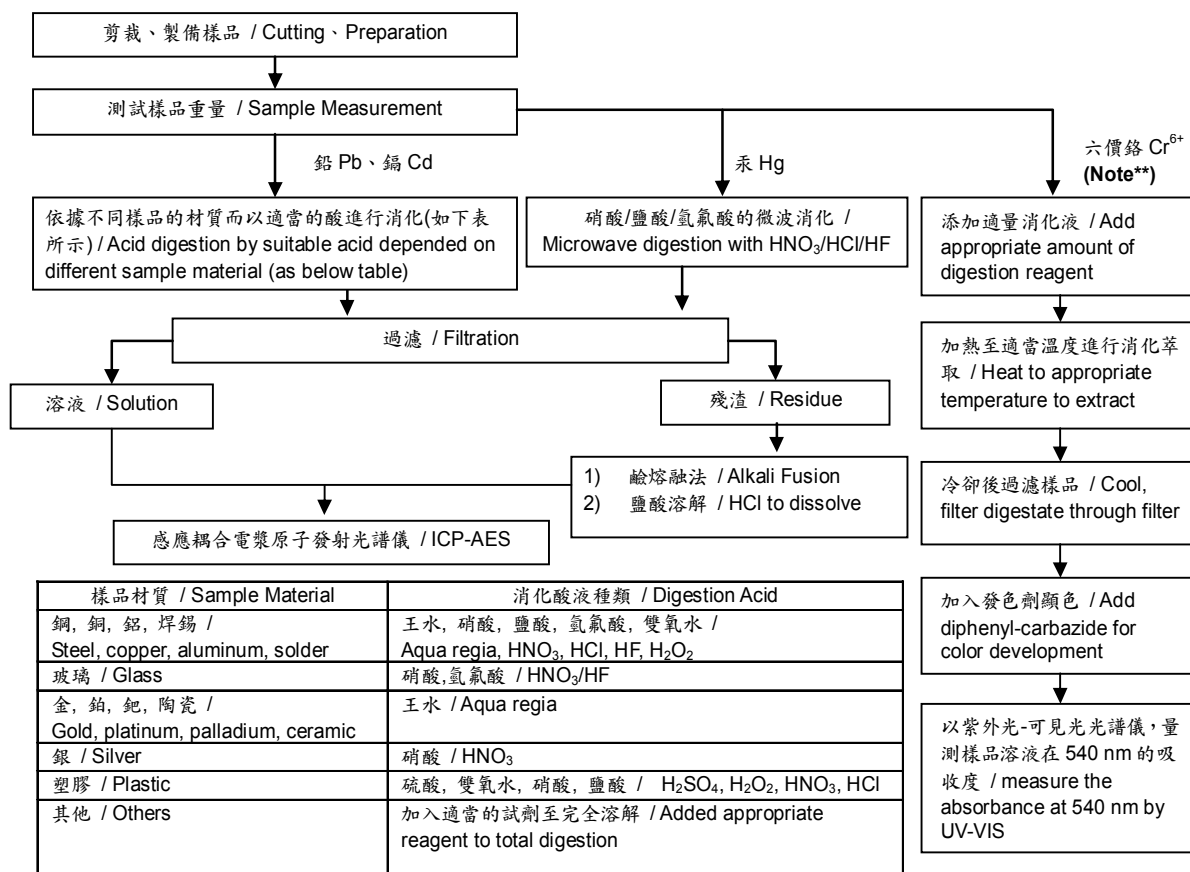 剪裁、製備樣品 / Cutting、Preparation
測試樣品重量 / Sample Measurement
鉛 Pb、鎘 Cd
汞 Hg
六價鉻 Cr⁶⁺
(Note**)
依據不同樣品的材質而以適當的酸進行消化(如下表
所示) / Acid digestion by suitable acid depended on
different sample material (as below table)
硝酸/鹽酸/氫氟酸的微波消化 /
Microwave digestion with HNO₃/HCl/HF
過濾 / Filtration
溶液 / Solution
殘渣 / Residue
1) 鹼熔融法 / Alkali Fusion
2) 鹽酸溶解 / HCl to dissolve
感應耦合電漿原子發射光譜儀 / ICP-AES
添加適量消化液 / Add
appropriate amount of
digestion reagent
加熱至適當溫度進行消化萃
取 / Heat to appropriate
temperature to extract
冷卻後過濾樣品 / Cool,
filter digestate through filter
加入發色劑顯色 / Add
diphenyl-carbazide for
color development
以紫外光-可見光光譜儀，量
測樣品溶液在 540 nm 的吸
收度 / measure the
absorbance at 540 nm by
UV-VIS
樣品材質 / Sample Material
消化酸液種類 / Digestion Acid
鋼, 銅, 鋁, 焊錫 /
Steel, copper, aluminum, solder
王水, 硝酸, 鹽酸, 氫氟酸, 雙氧水 /
Aqua regia, HNO₃, HCl, HF, H₂O₂
玻璃 / Glass
硝酸,氫氟酸 / HNO₃/HF
金, 鉑, 鈀, 陶瓷 /
Gold, platinum, palladium, ceramic
王水 / Aqua regia
銀 / Silver
硝酸 / HNO₃
塑膠 / Plastic
硫酸, 雙氧水, 硝酸, 鹽酸 / H₂SO₄, H₂O₂, HNO₃, HCl
其他 / Others
加入適當的試劑至完全溶解 / Added appropriate
reagent to total digestion